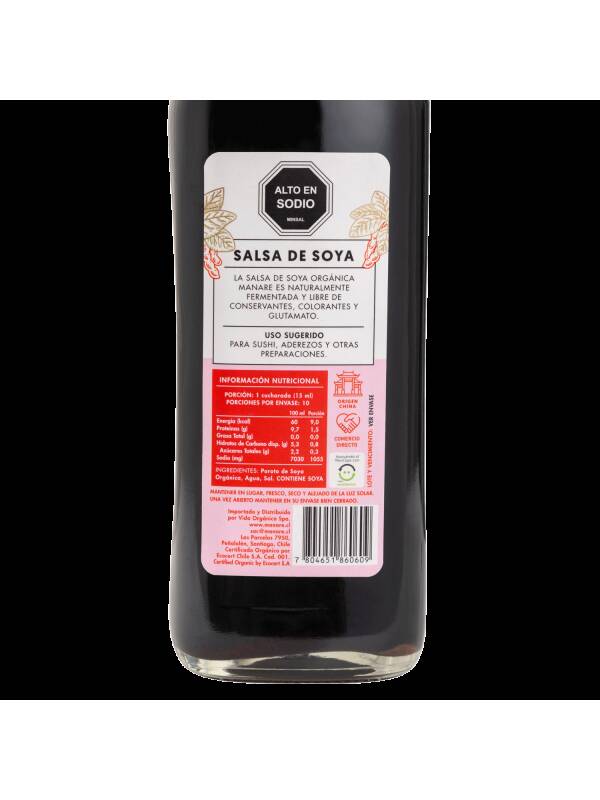 ALTO EN
SODIO
MINSAL
SALSA DE SOYA
LA SALSA DE SOYA ORGÁNICA
MANARE ES NATURALMENTE
FERMENTADA Y LIBRE DE
CONSERVANTES, COLORANTES Y
GLUTAMATO.
USO SUGERIDO
PARA SUSHI, ADEREZOS Y OTRAS
PREPARACIONES.
INFORMACIÓN NUTRICIONAL
PORCIÓN: 1 cucharada (15 ml)
PORCIONES POR ENVASE: 10
100 ml Porción
Energía (kcal) 60 9,0
Proteínas (g) 9,7 1,5
Grasa Total (g) 0,0 0,0
Hidratos de Carbono disp. (g) 5,3 0,8
Azúcares Totales (g) 2,2 0,3
Sodio (mg) 7030 1055
INGREDIENTES: Poroto de Soya
Orgánico, Agua, Sal. CONTIENE SOYA
ORIGEN
CHINA
COMERCIO
DIRECTO
LOTE Y VENCIMIENTO: VER ENVASE
MANTENER EN LUGAR, FRESCO, SECO Y ALEJADO DE LA LUZ SOLAR.
UNA VEZ ABIERTO MANTENER EN SU ENVASE BIEN CERRADO.
Importado y Distribuido
por Vida Orgánica Spa.
www.manare.cl
sac@manare.cl
Las Parcelas 7950,
Peñalolén, Santiago, Chile
Certificado Orgánico por
Ecocert Chile S.A. Cod. 001.
Certified Organic by Ecocert S.A
7 804651 860609